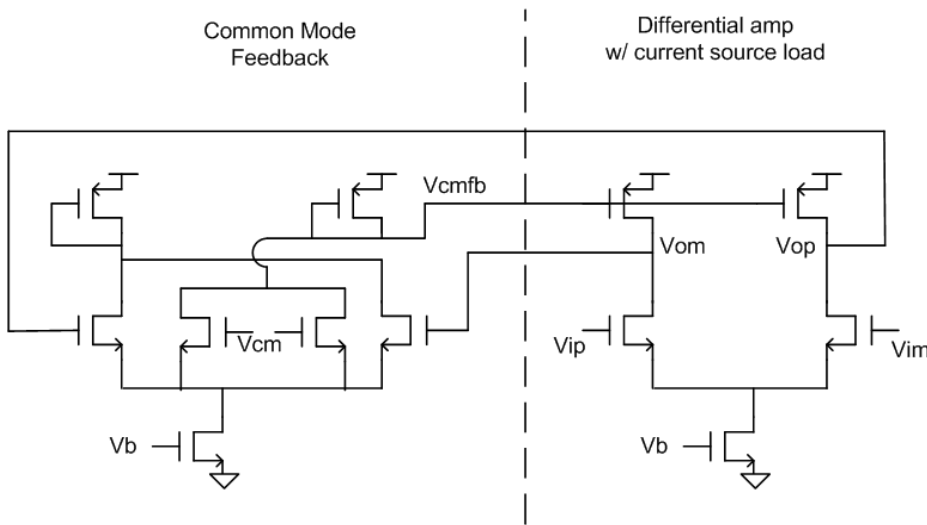 Common Mode
Feedback
Differential amp
w/ current source load
Vcmfb
Vom
Vop
Vcm
Vip
Vim
Vb
Vb